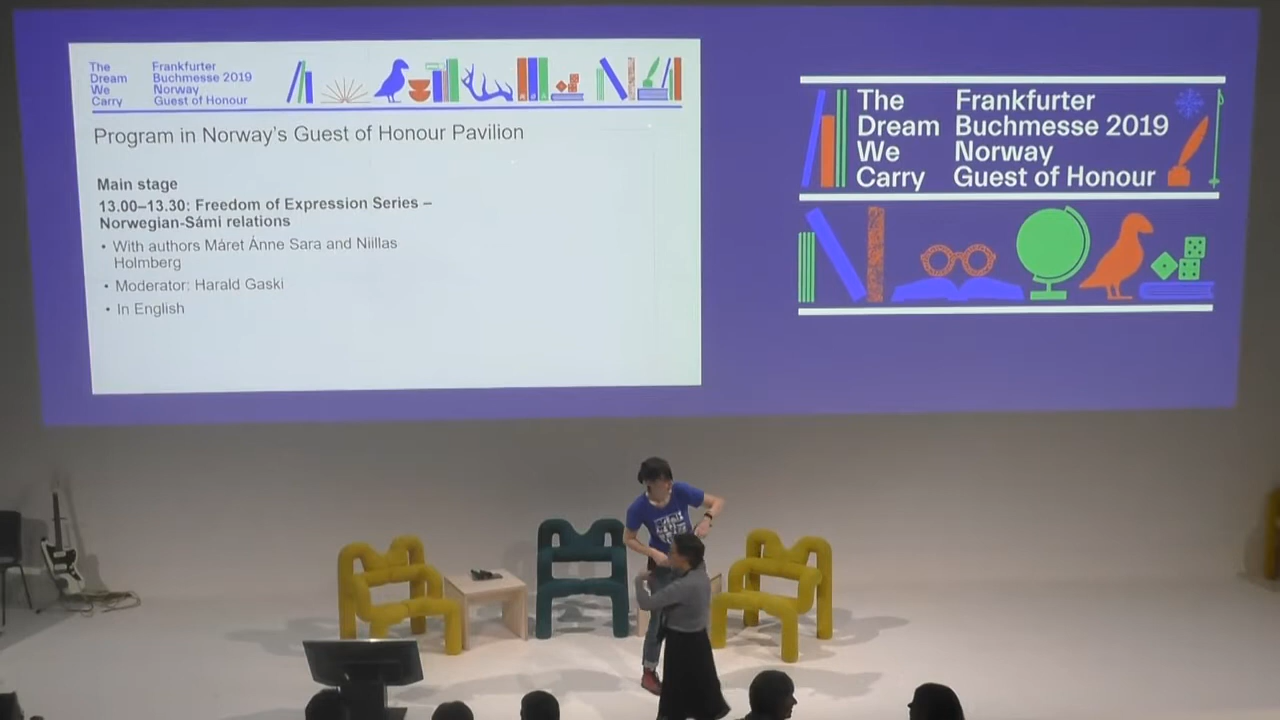 The
Dream
We
Carry
Frankfurter
Buchmesse 2019
Norway
Guest of Honour
Program in Norway's Guest of Honour Pavilion
Main stage
13.00–13.30: Freedom of Expression Series –
Norwegian-Sámi relations
• With authors Máret Ánne Sara and Niillas
Holmberg
• Moderator: Harald Gaski
• In English
The
Dream
We
Carry
Frankfurter
Buchmesse 2019
Norway
Guest of Honour